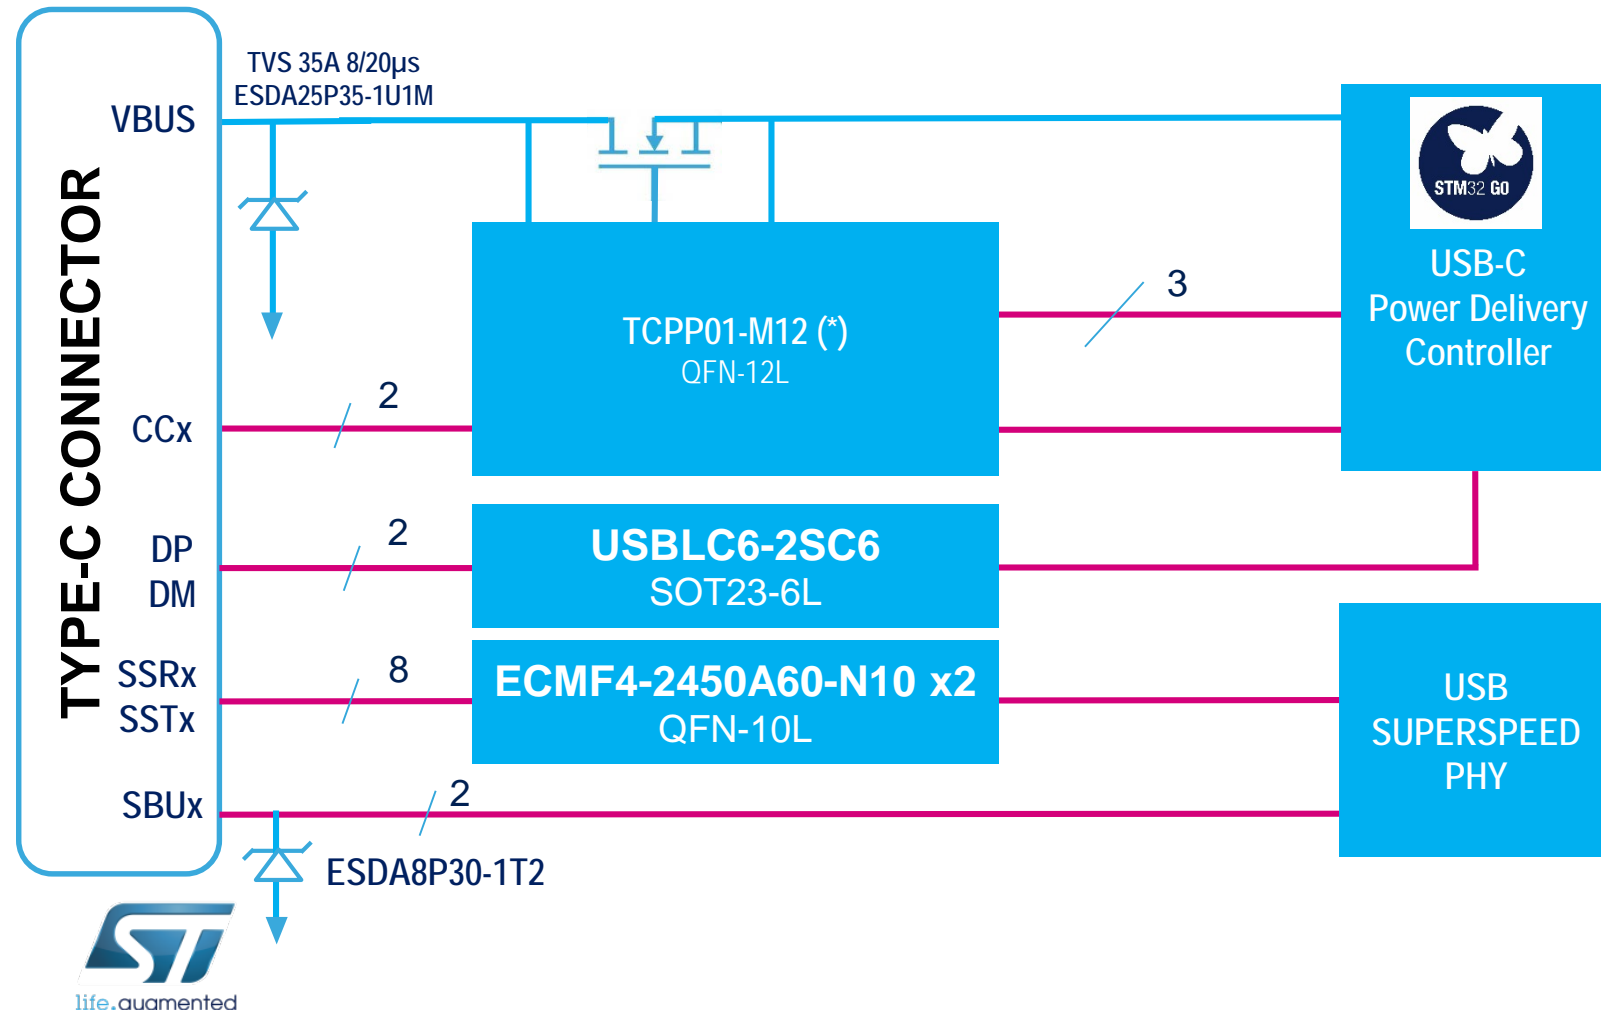 TYPE-C CONNECTOR
TVS 35A 8/20µs
ESDA25P35-1U1M
VBUS
STM32 GO
USB-C
Power Delivery
Controller
TCPP01-M12 (*)
QFN-12L
3
CCx
2
DP
DM
2
USBLC6-2SC6
SOT23-6L
SSRx
SSTx
8
ECMF4-2450A60-N10 x2
QFN-10L
USB
SUPERSPEED
PHY
SBUx
2
ESDA8P30-1T2
ST
life.augmented